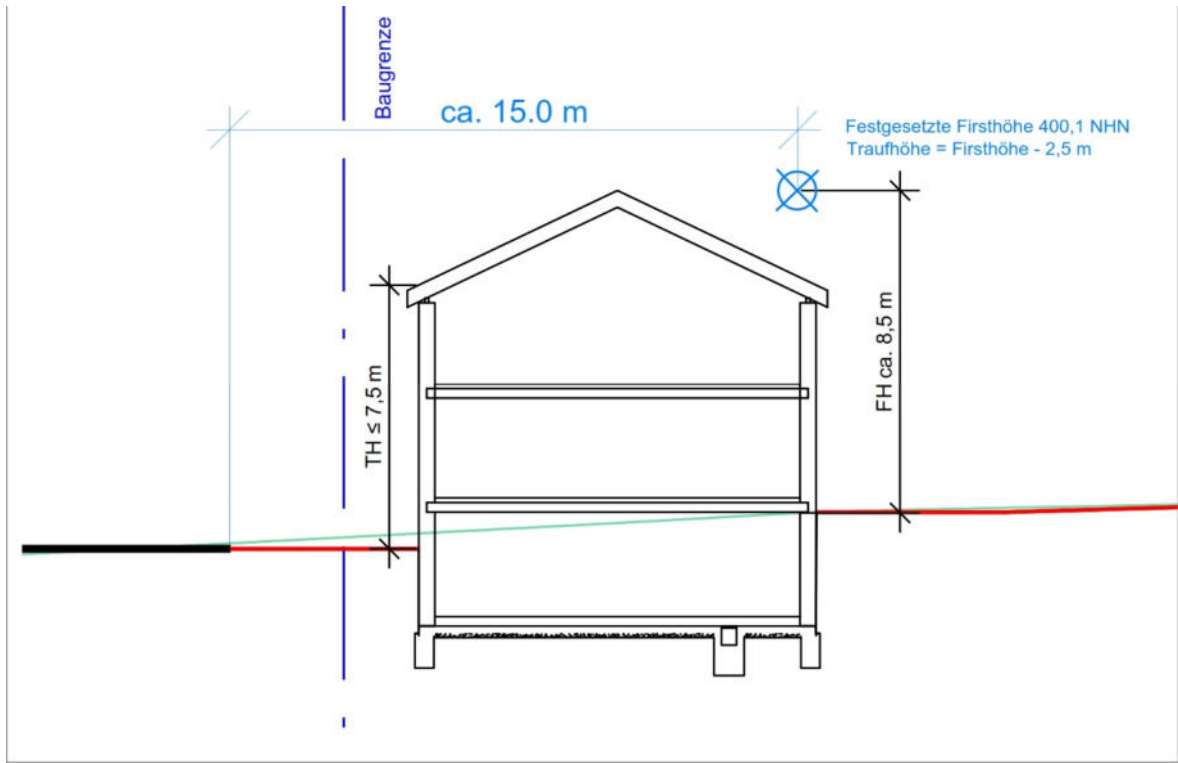 Baugrenze
ca. 15.0 m
Festgesetzte Firsthöhe 400,1 NHN
Traufhöhe = Firsthöhe - 2,5 m
TH ≤ 7,5 m
FH ca. 8,5 m